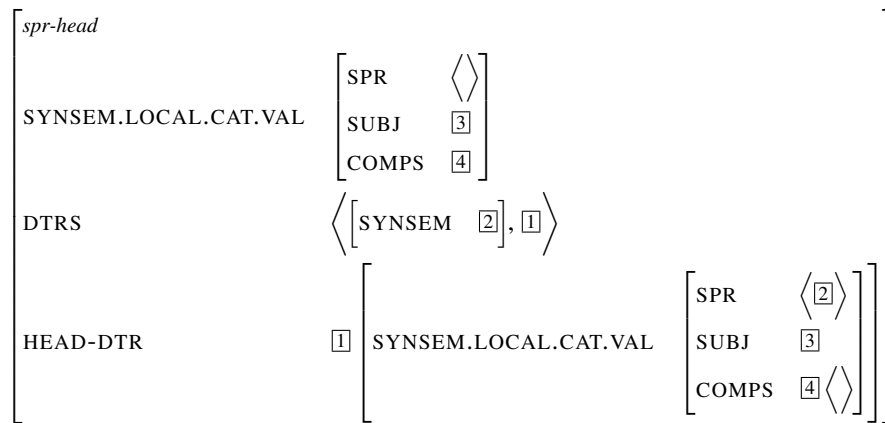 spr-head
SYNSEM.LOCAL.CAT.VAL [SPR ⟨⟩
SUBJ 3
COMPS 4]
DTRS ⟨[SYNSEM 2], 1⟩
HEAD-DTR 1 [SYNSEM.LOCAL.CAT.VAL [SPR ⟨2⟩
SUBJ 3
COMPS 4 ⟨⟩]]